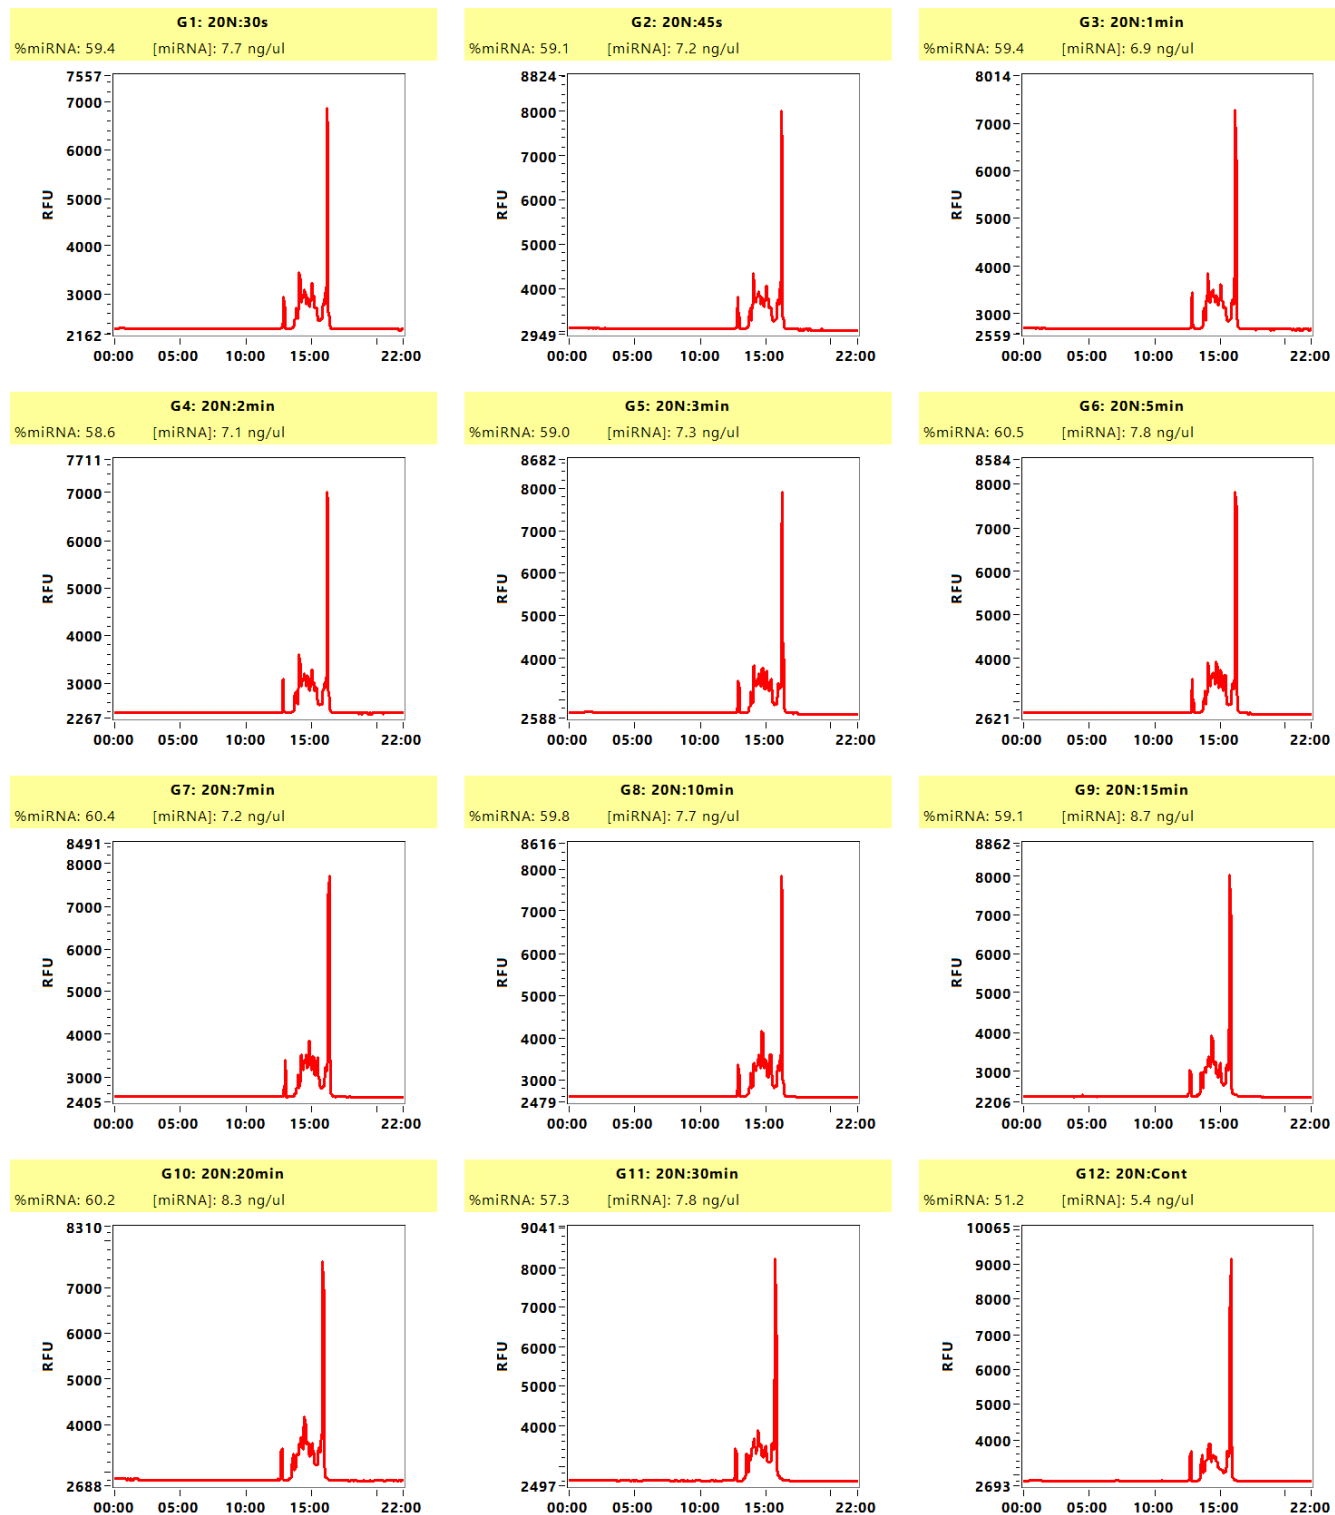 G1: 20N:30s
%miRNA: 59.4 [miRNA]: 7.7 ng/ul
7557
7000
6000
5000
4000
3000
2162
RFU
00:00 05:00 10:00 15:00 22:00
G2: 20N:45s
%miRNA: 59.1 [miRNA]: 7.2 ng/ul
8824
8000
7000
6000
5000
4000
2949
RFU
00:00 05:00 10:00 15:00 22:00
G3: 20N:1min
%miRNA: 59.4 [miRNA]: 6.9 ng/ul
8014
7000
6000
5000
4000
3000
2559
RFU
00:00 05:00 10:00 15:00 22:00
G4: 20N:2min
%miRNA: 58.6 [miRNA]: 7.1 ng/ul
7711
7000
6000
5000
4000
3000
2267
RFU
00:00 05:00 10:00 15:00 22:00
G5: 20N:3min
%miRNA: 59.0 [miRNA]: 7.3 ng/ul
8682
8000
7000
6000
5000
4000
2588
RFU
00:00 05:00 10:00 15:00 22:00
G6: 20N:5min
%miRNA: 60.5 [miRNA]: 7.8 ng/ul
8584
8000
7000
6000
5000
4000
2621
RFU
00:00 05:00 10:00 15:00 22:00
G7: 20N:7min
%miRNA: 60.4 [miRNA]: 7.2 ng/ul
8491
8000
7000
6000
5000
4000
3000
2405
RFU
00:00 05:00 10:00 15:00 22:00
G8: 20N:10min
%miRNA: 59.8 [miRNA]: 7.7 ng/ul
8616
8000
7000
6000
5000
4000
3000
2479
RFU
00:00 05:00 10:00 15:00 22:00
G9: 20N:15min
%miRNA: 59.1 [miRNA]: 8.7 ng/ul
8862
8000
7000
6000
5000
4000
3000
2206
RFU
00:00 05:00 10:00 15:00 22:00
G10: 20N:20min
%miRNA: 60.2 [miRNA]: 8.3 ng/ul
8310
7000
6000
5000
4000
2688
RFU
00:00 05:00 10:00 15:00 22:00
G11: 20N:30min
%miRNA: 57.3 [miRNA]: 7.8 ng/ul
9041
8000
7000
6000
5000
4000
2497
RFU
00:00 05:00 10:00 15:00 22:00
G12: 20N:Cont
%miRNA: 51.2 [miRNA]: 5.4 ng/ul
10065
9000
8000
7000
6000
5000
4000
2693
RFU
00:00 05:00 10:00 15:00 22:00